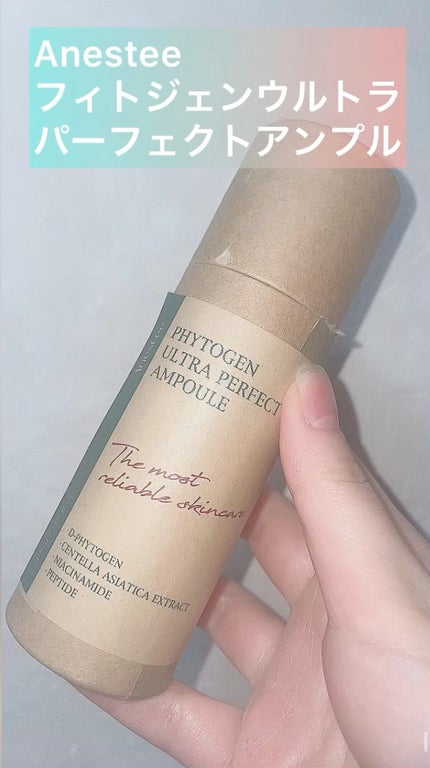 Anestee
フィトジェンウルトラ
パーフェクトアンプル
PHYTOGEN
ULTRA PERFECT
AMPOULE
The most
reliable skincare
·D-PHYTOGEN
·CENTELLA ASIATICA EXTRACT
·NIACINAMIDE
·PEPTIDE